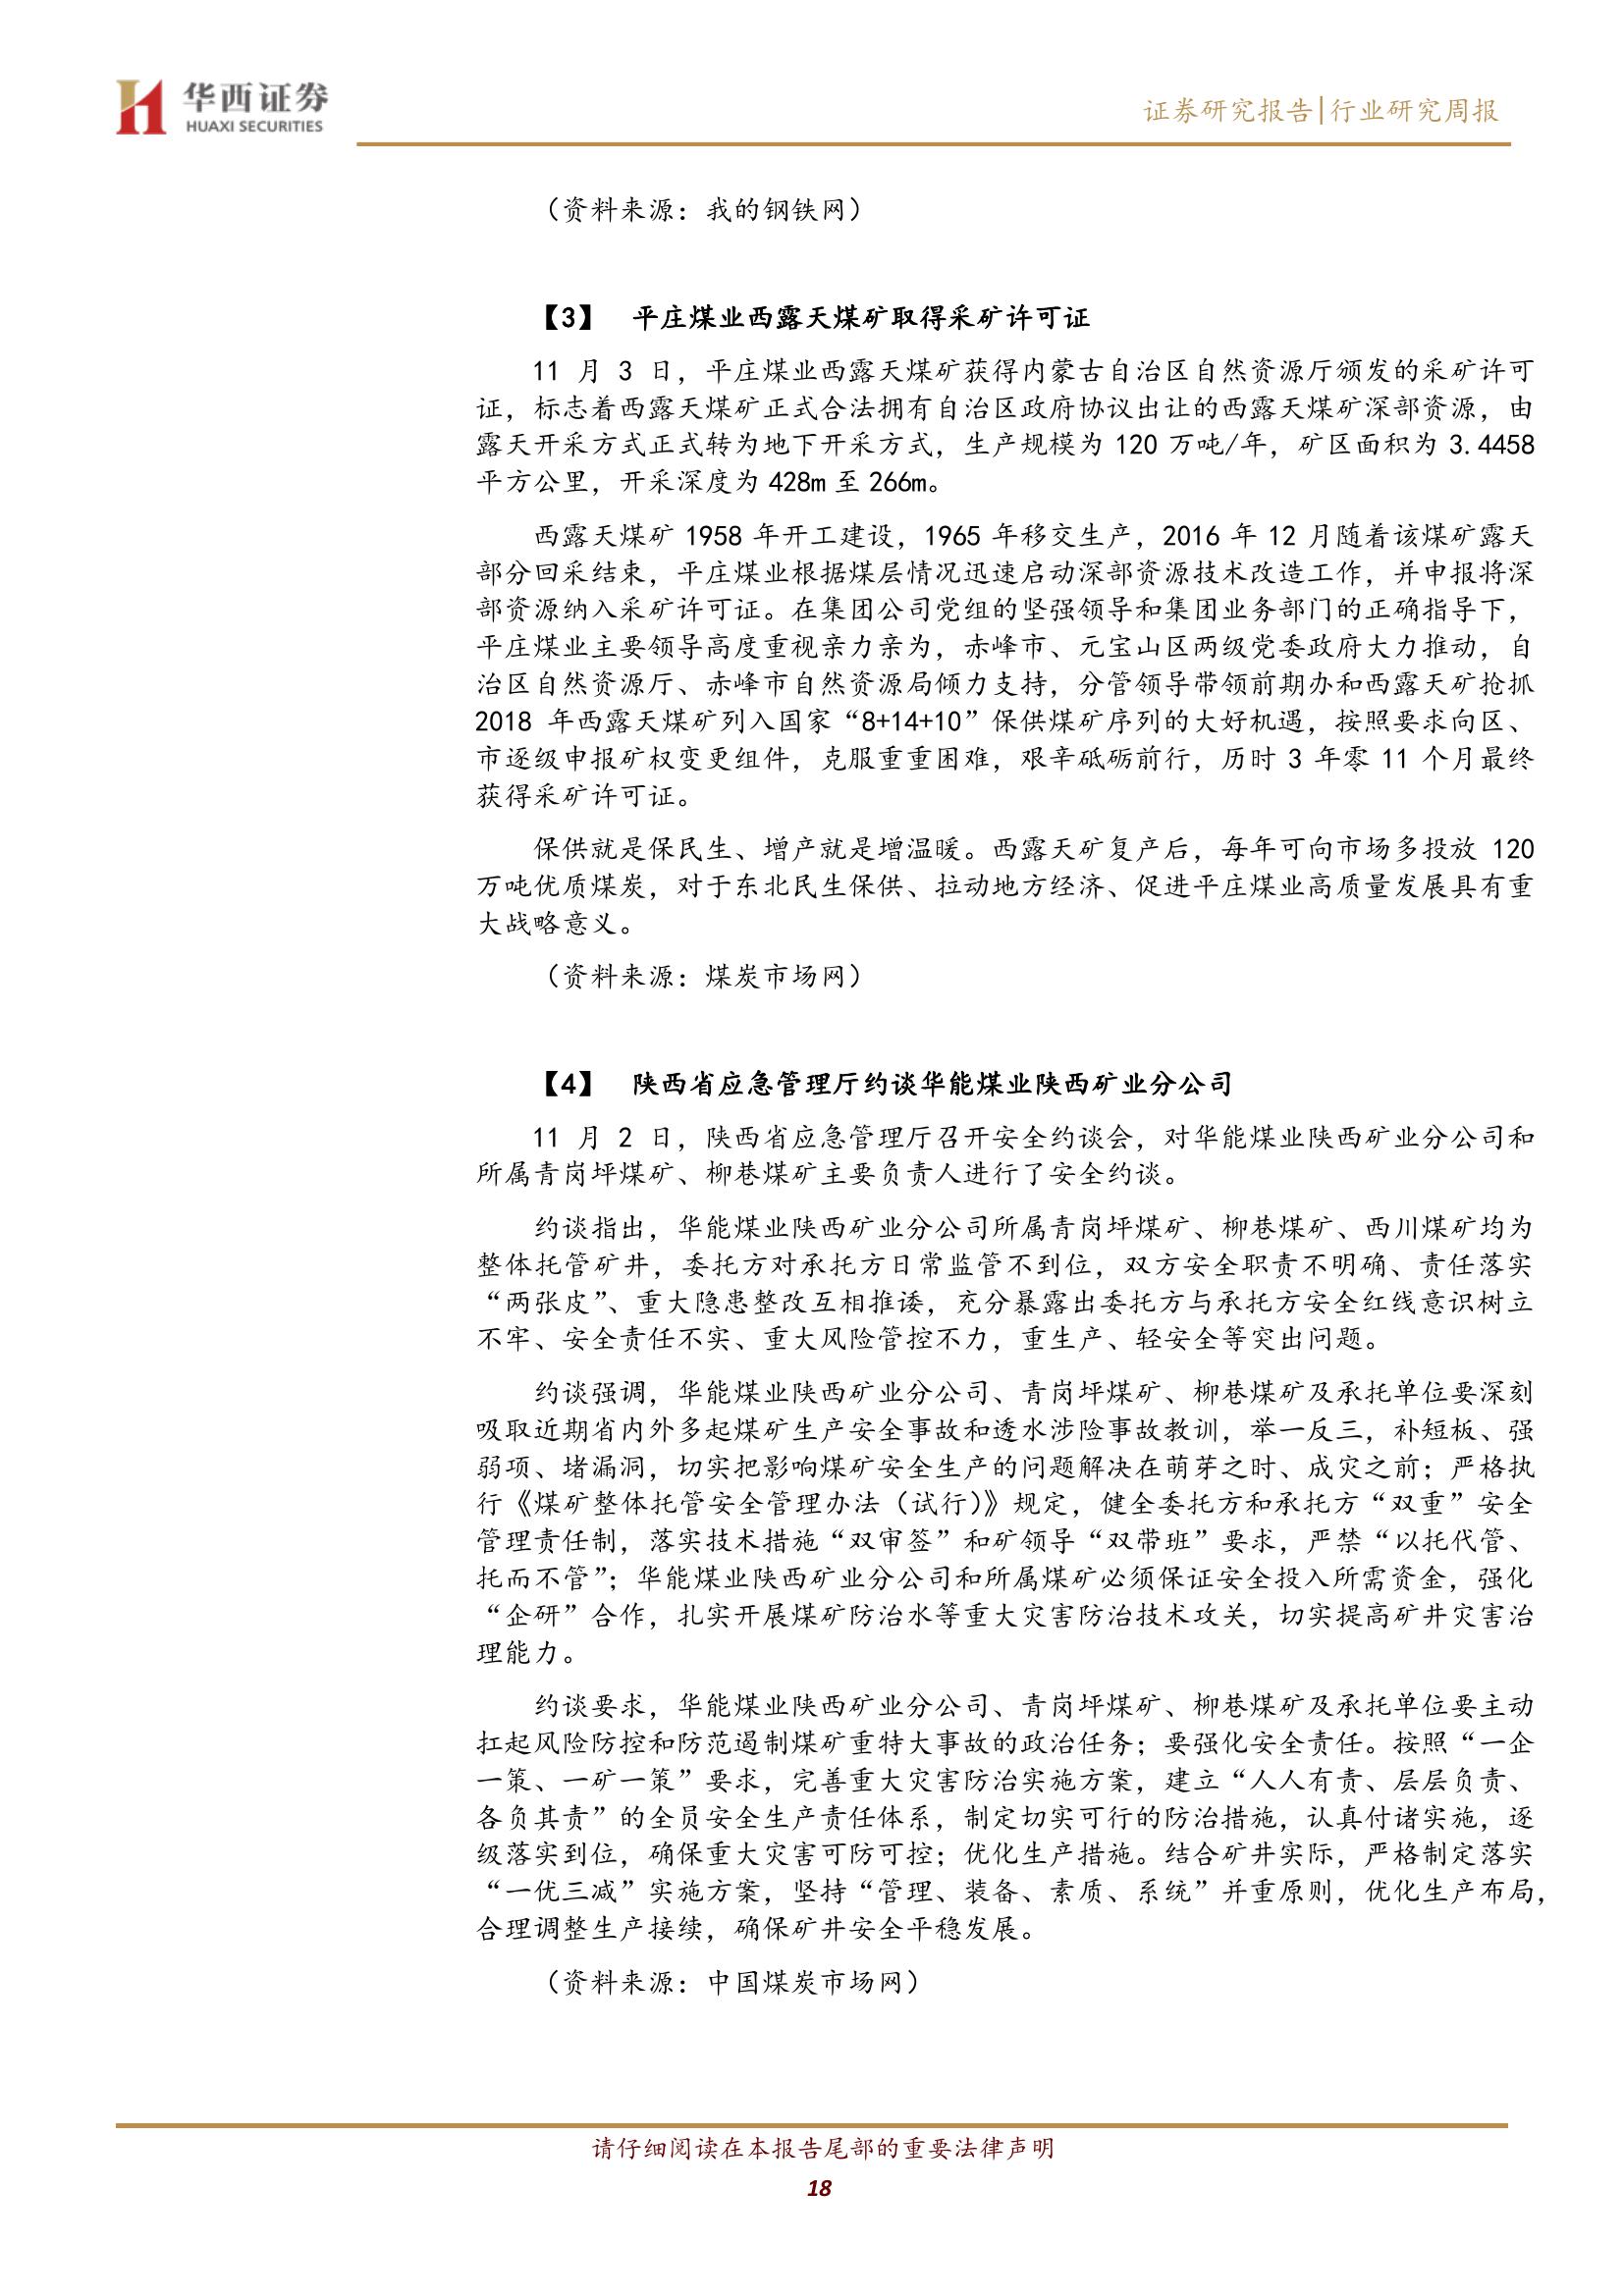 华西证券
HUAXI SECURITIES
证券研究报告|行业研究周报
（资料来源：我的钢铁网）
【3】 平庄煤业西露天煤矿取得采矿许可证
11 月 3 日，平庄煤业西露天煤矿获得内蒙古自治区自然资源厅颁发的采矿许可
证，标志着西露天煤矿正式合法拥有自治区政府协议出让的西露天煤矿深部资源，由
露天开采方式正式转为地下开采方式，生产规模为 120 万吨/年，矿区面积为 3.4458
平方公里，开采深度为 428m 至 266m。
西露天煤矿 1958 年开工建设，1965 年移交生产，2016 年 12 月随着该煤矿露天
部分回采结束，平庄煤业根据煤层情况迅速启动深部资源技术改造工作，并申报将深
部资源纳入采矿许可证。在集团公司党组的坚强领导和集团业务部门的正确指导下，
平庄煤业主要领导高度重视亲力亲为，赤峰市、元宝山区两级党委政府大力推动，自
治区自然资源厅、赤峰市自然资源局倾力支持，分管领导带领前期办和西露天矿抢抓
2018 年西露天煤矿列入国家“8+14+10”保供煤矿序列的大好机遇，按照要求向区、
市逐级申报矿权变更组件，克服重重困难，艰辛砥砺前行，历时 3 年零 11 个月最终
获得采矿许可证。
保供就是保民生、增产就是增温暖。西露天矿复产后，每年可向市场多投放 120
万吨优质煤炭，对于东北民生保供、拉动地方经济、促进平庄煤业高质量发展具有重
大战略意义。
（资料来源：煤炭市场网）
【4】 陕西省应急管理厅约谈华能煤业陕西矿业分公司
11 月 2 日，陕西省应急管理厅召开安全约谈会，对华能煤业陕西矿业分公司和
所属青岗坪煤矿、柳巷煤矿主要负责人进行了安全约谈。
约谈指出，华能煤业陕西矿业分公司所属青岗坪煤矿、柳巷煤矿、西川煤矿均为
整体托管矿井，委托方对承托方日常监管不到位，双方安全职责不明确、责任落实
“两张皮”、重大隐患整改互相推诿，充分暴露出委托方与承托方安全红线意识树立
不牢、安全责任不实、重大风险管控不力，重生产、轻安全等突出问题。
约谈强调，华能煤业陕西矿业分公司、青岗坪煤矿、柳巷煤矿及承托单位要深刻
吸取近期省内外多起煤矿生产安全事故和透水涉险事故教训，举一反三，补短板、强
弱项、堵漏洞，切实把影响煤矿安全生产的问题解决在萌芽之时、成灾之前；严格执
行《煤矿整体托管安全管理办法（试行）》规定，健全委托方和承托方“双重”安全
管理责任制，落实技术措施“双审签”和矿领导“双带班”要求，严禁“以托代管、
托而不管”；华能煤业陕西矿业分公司和所属煤矿必须保证安全投入所需资金，强化
“企研”合作，扎实开展煤矿防治水等重大灾害防治技术攻关，切实提高矿井灾害治
理能力。
约谈要求，华能煤业陕西矿业分公司、青岗坪煤矿、柳巷煤矿及承托单位要主动
扛起风险防控和防范遏制煤矿重特大事故的政治任务；要强化安全责任。按照“一企
一策、一矿一策”要求，完善重大灾害防治实施方案，建立“人人有责、层层负责、
各负其责”的全员安全生产责任体系，制定切实可行的防治措施，认真付诸实施，逐
级落实到位，确保重大灾害可防可控；优化生产措施。结合矿井实际，严格制定落实
“一优三减”实施方案，坚持“管理、装备、素质、系统”并重原则，优化生产布局，
合理调整生产接续，确保矿井安全平稳发展。
（资料来源：中国煤炭市场网）
请仔细阅读在本报告尾部的重要法律声明
18